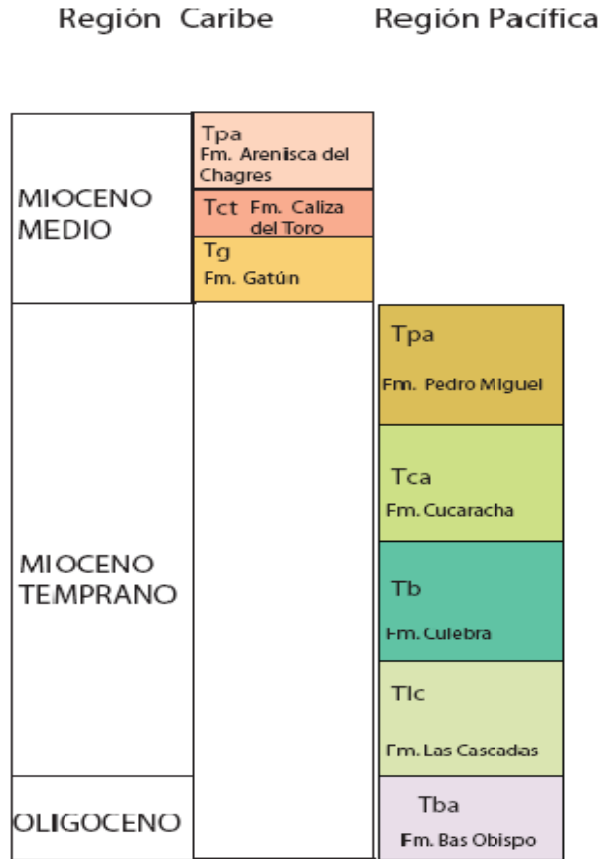 Región Caribe
Región Pacífica
MIOCENO
MEDIO
Tpa
Fm. Arenisca del
Chagres
Tct Fm. Caliza
del Toro
Tg
Fm. Gatún
MIOCENO
TEMPRANO
Tpa
Fm. Pedro Miguel
Tca
Fm. Cucaracha
Tb
Fm. Culebra
Tlc
Fm. Las Cascadas
OLIGOCENO
Tba
Fm. Bas Obispo